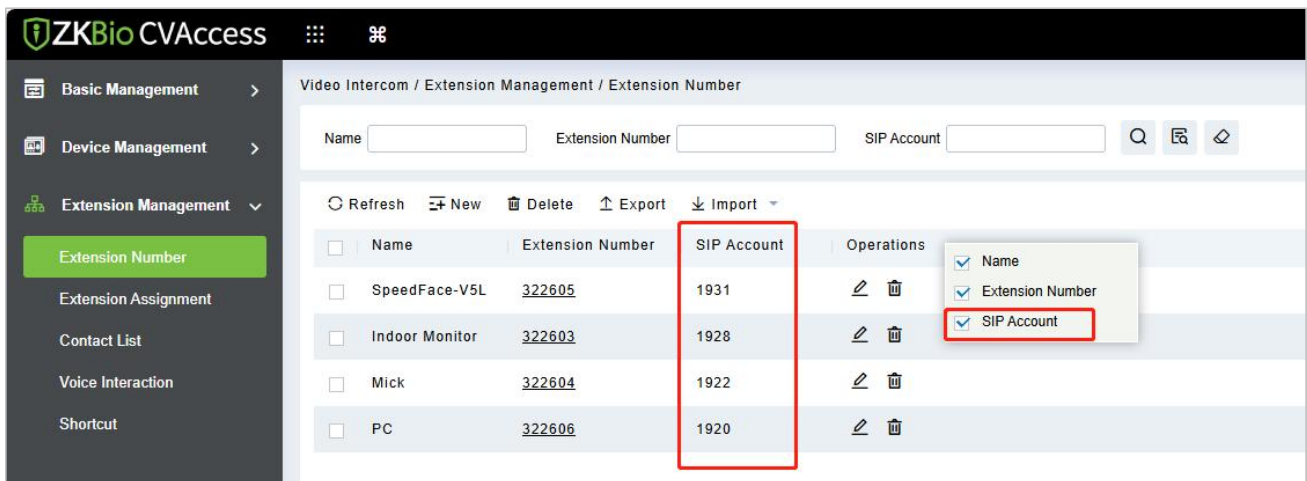 ZKBio CVAccess
Basic Management
Device Management
Extension Management
Extension Number
Extension Assignment
Contact List
Voice Interaction
Shortcut
Video Intercom / Extension Management / Extension Number
Name Extension Number SIP Account
Refresh New Delete Export Import
Name Extension Number SIP Account Operations
SpeedFace-V5L 322605 1931
Indoor Monitor 322603 1928
Mick 322604 1922
PC 322606 1920
Name
Extension Number
SIP Account